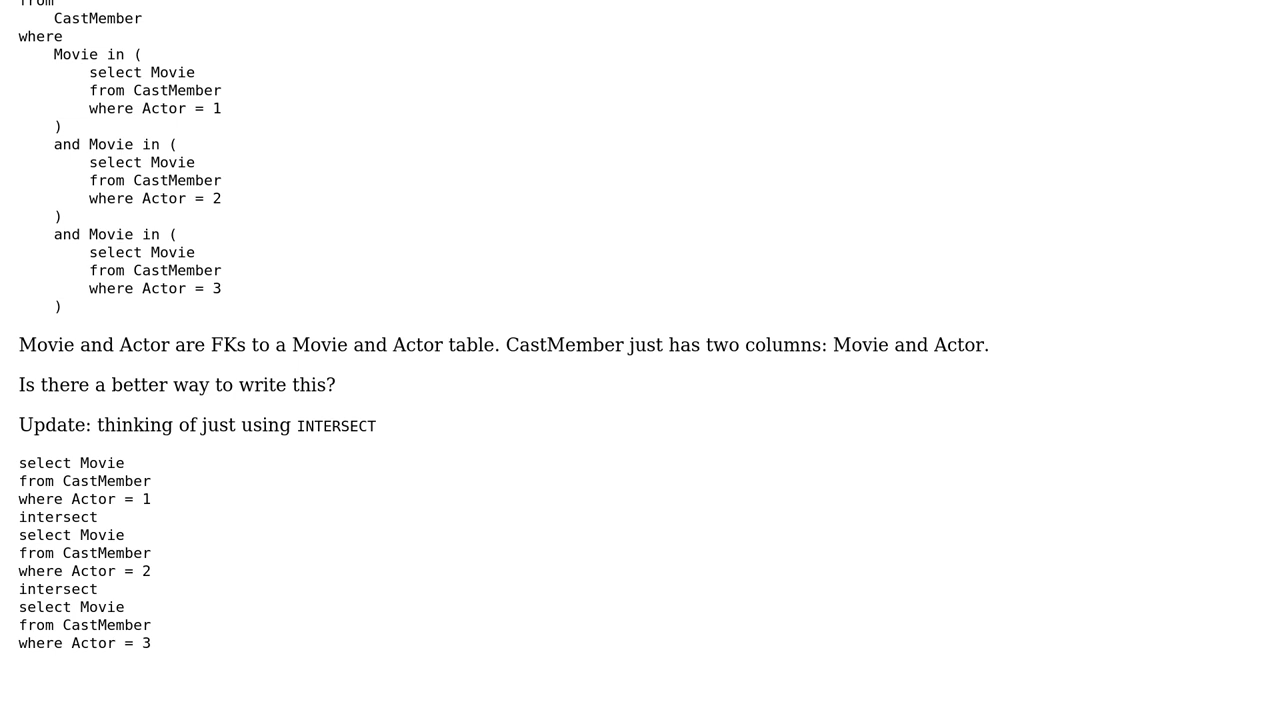 from
    CastMember
where
    Movie in (
        select Movie
        from CastMember
        where Actor = 1
    )
    and Movie in (
        select Movie
        from CastMember
        where Actor = 2
    )
    and Movie in (
        select Movie
        from CastMember
        where Actor = 3
    )
Movie and Actor are FKs to a Movie and Actor table. CastMember just has two columns: Movie and Actor.
Is there a better way to write this?
Update: thinking of just using INTERSECT
select Movie
from CastMember
where Actor = 1
intersect
select Movie
from CastMember
where Actor = 2
intersect
select Movie
from CastMember
where Actor = 3